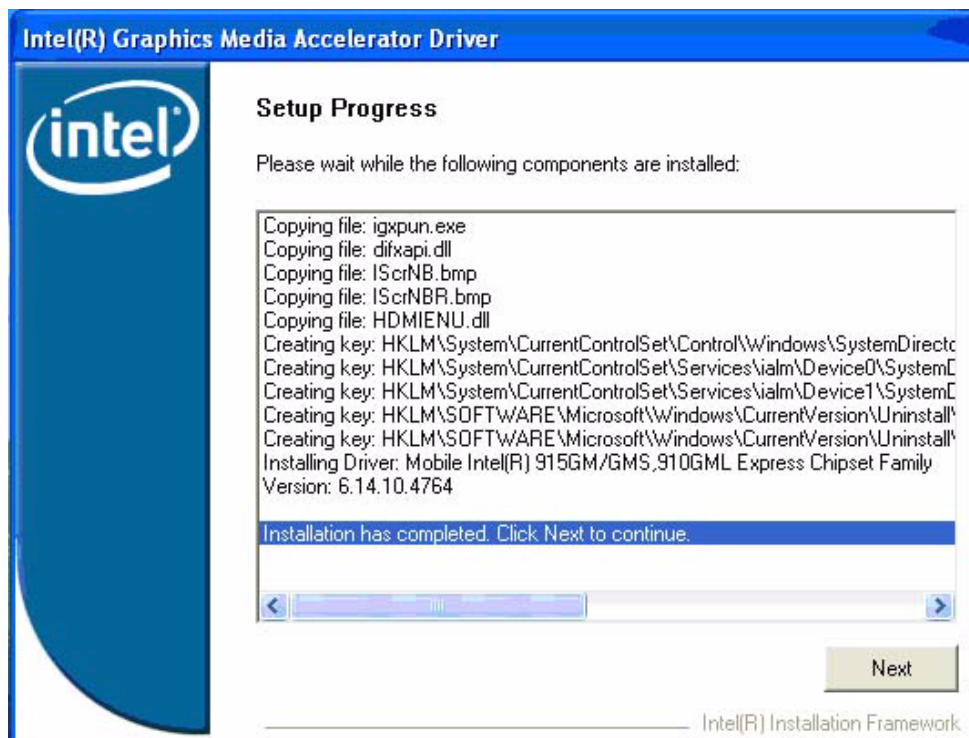 Intel(R) Graphics Media Accelerator Driver
intel
Setup Progress
Please wait while the following components are installed:
Copying file: igxpun.exe
Copying file: difxapi.dll
Copying file: IScrNB.bmp
Copying file: IScrNBR.bmp
Copying file: HDMIENU.dll
Creating key: HKLM\System\CurrentControlSet\Control\Windows\SystemDirecto
Creating key: HKLM\System\CurrentControlSet\Services\ialm\Device0\SystemD
Creating key: HKLM\System\CurrentControlSet\Services\ialm\Device1\SystemD
Creating key: HKLM\SOFTWARE\Microsoft\Windows\CurrentVersion\Uninstall\
Creating key: HKLM\SOFTWARE\Microsoft\Windows\CurrentVersion\Uninstall\
Installing Driver: Mobile Intel(R) 915GM/GMS,910GML Express Chipset Family
Version: 6.14.10.4764
Installation has completed. Click Next to continue.
Next
Intel(R) Installation Framework